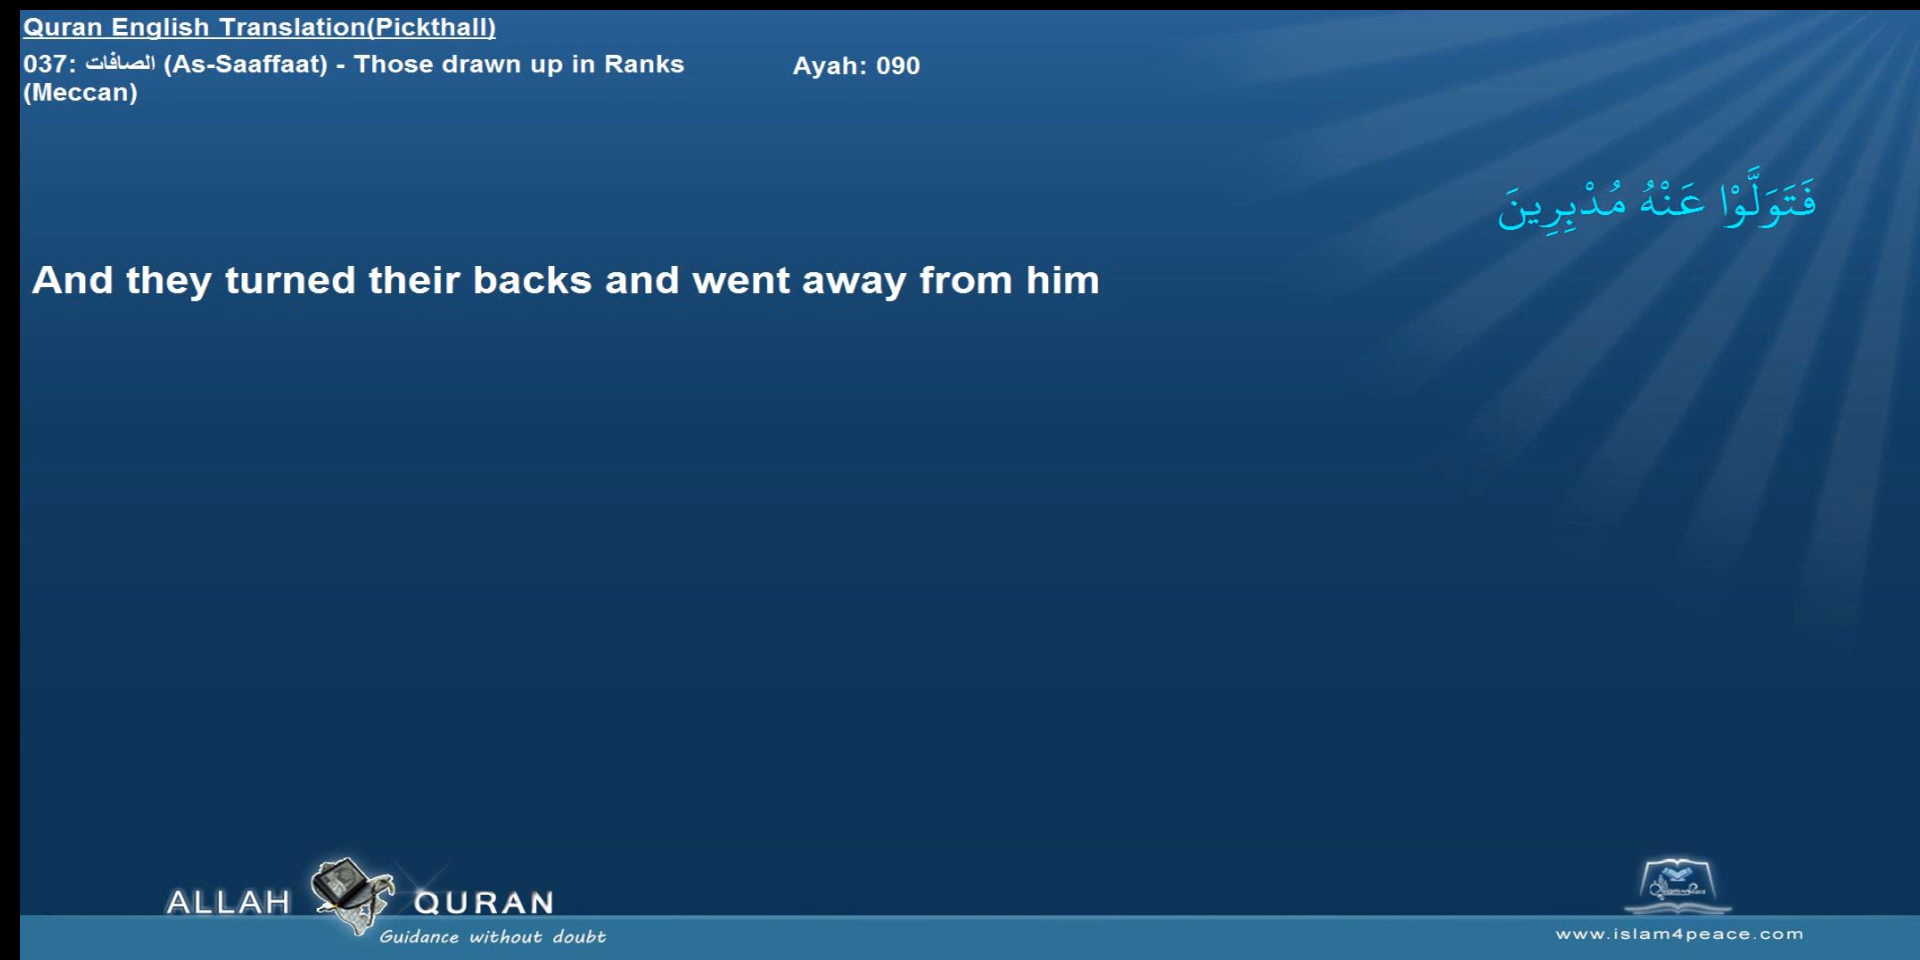 Quran English Translation(Pickthall)
037: الصافات (As-Saaffaat) - Those drawn up in Ranks Ayah: 090
(Meccan)
فَتَوَلَّوْا عَنْهُ مُدْبِرِينَ
And they turned their backs and went away from him
ALLAH QURAN
Guidance without doubt
www.islam4peace.com